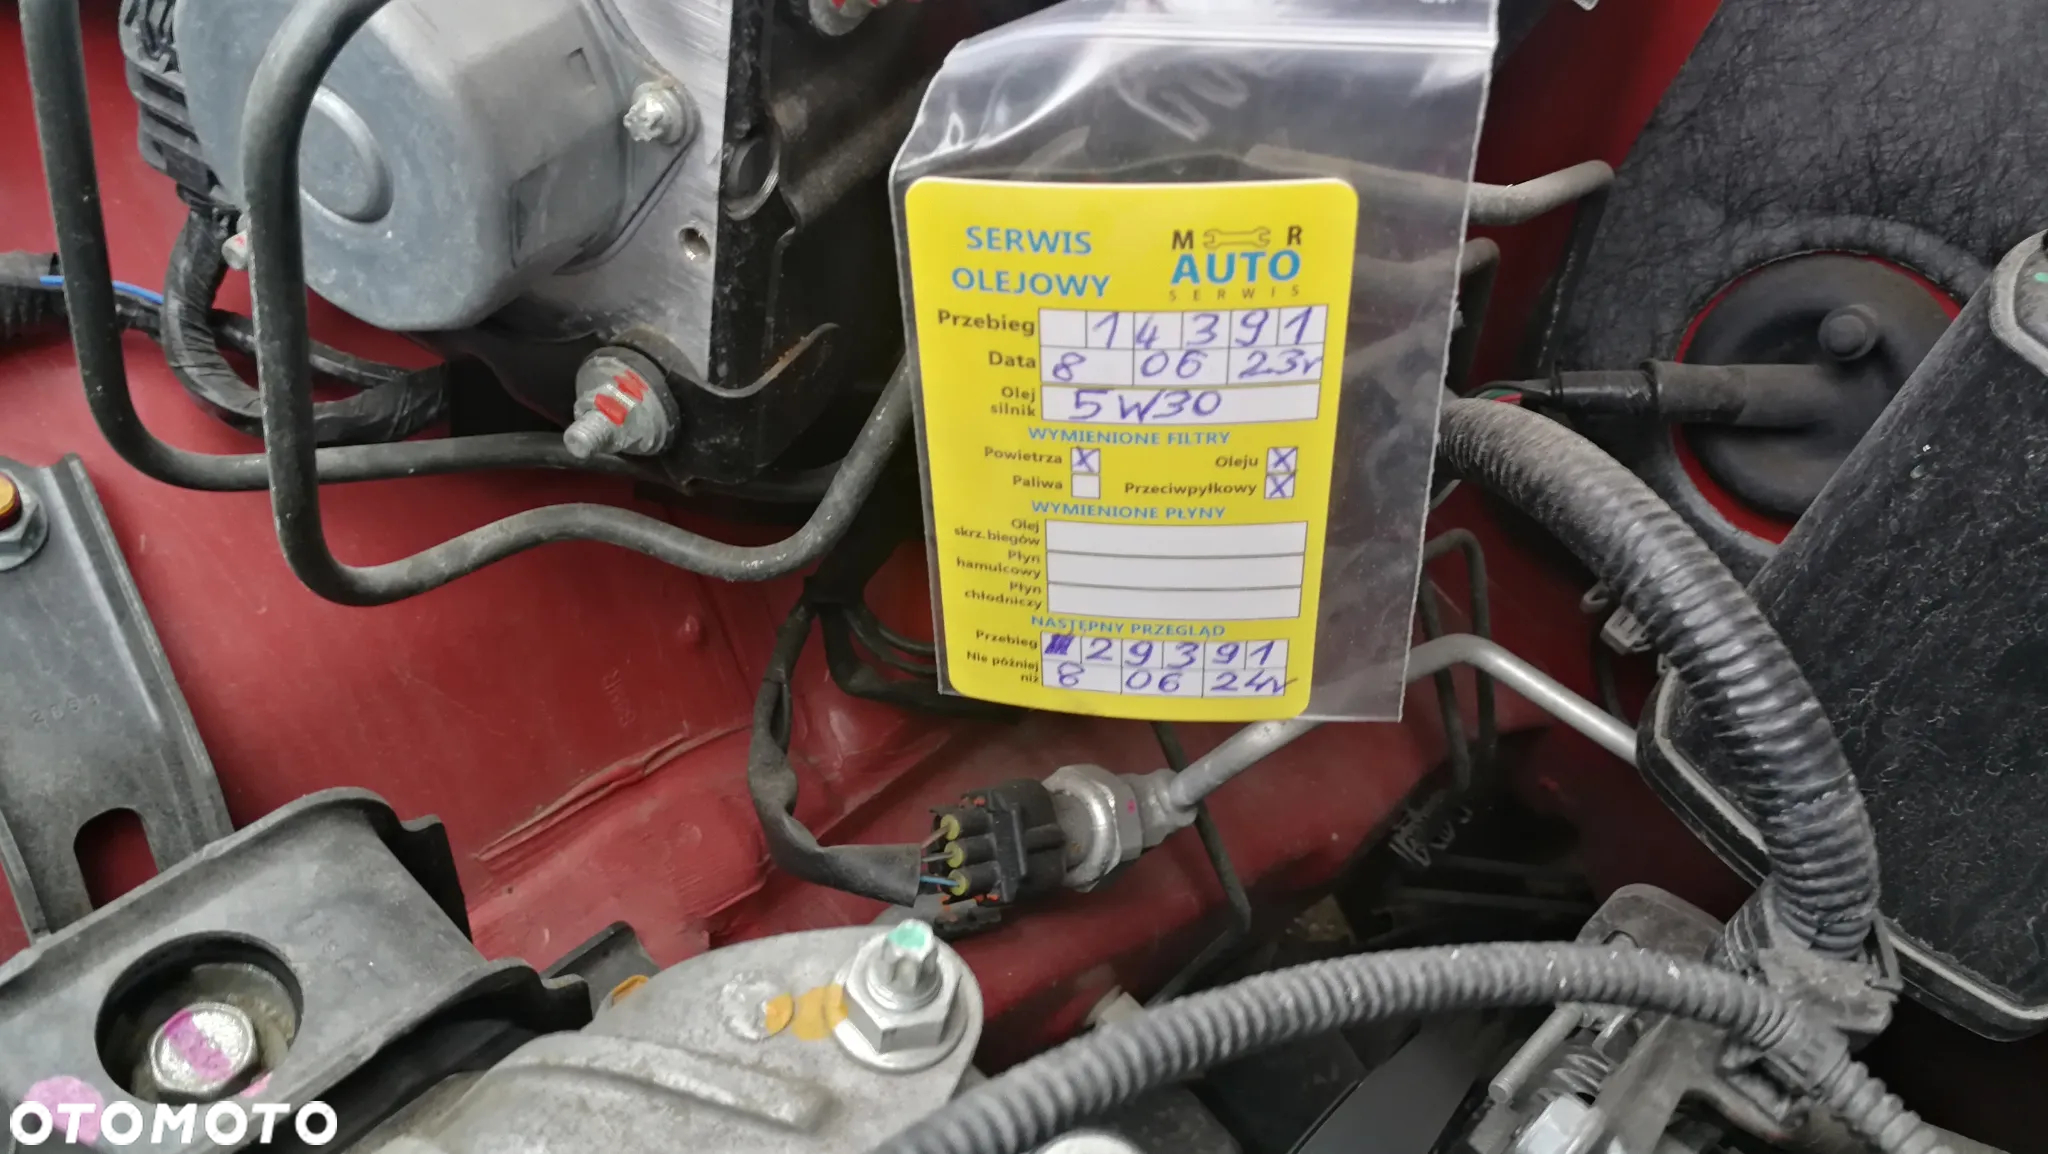 SERWIS
OLEJOWY
M R
AUTO
SERWIS
Przebieg 14391
Data 8 06 23r
Olej silnik 5W30
WYMIENIONE FILTRY
Powietrza X Oleju X
Paliwa Przeciwpyłkowy X
WYMIENIONE PŁYNY
Olej skrz.biegów
Płyn hamulcowy
Płyn chłodniczy
NASTĘPNY PRZEGLĄD
Przebieg 29391
Nie później niż 8 06 24r
OTOMOTO